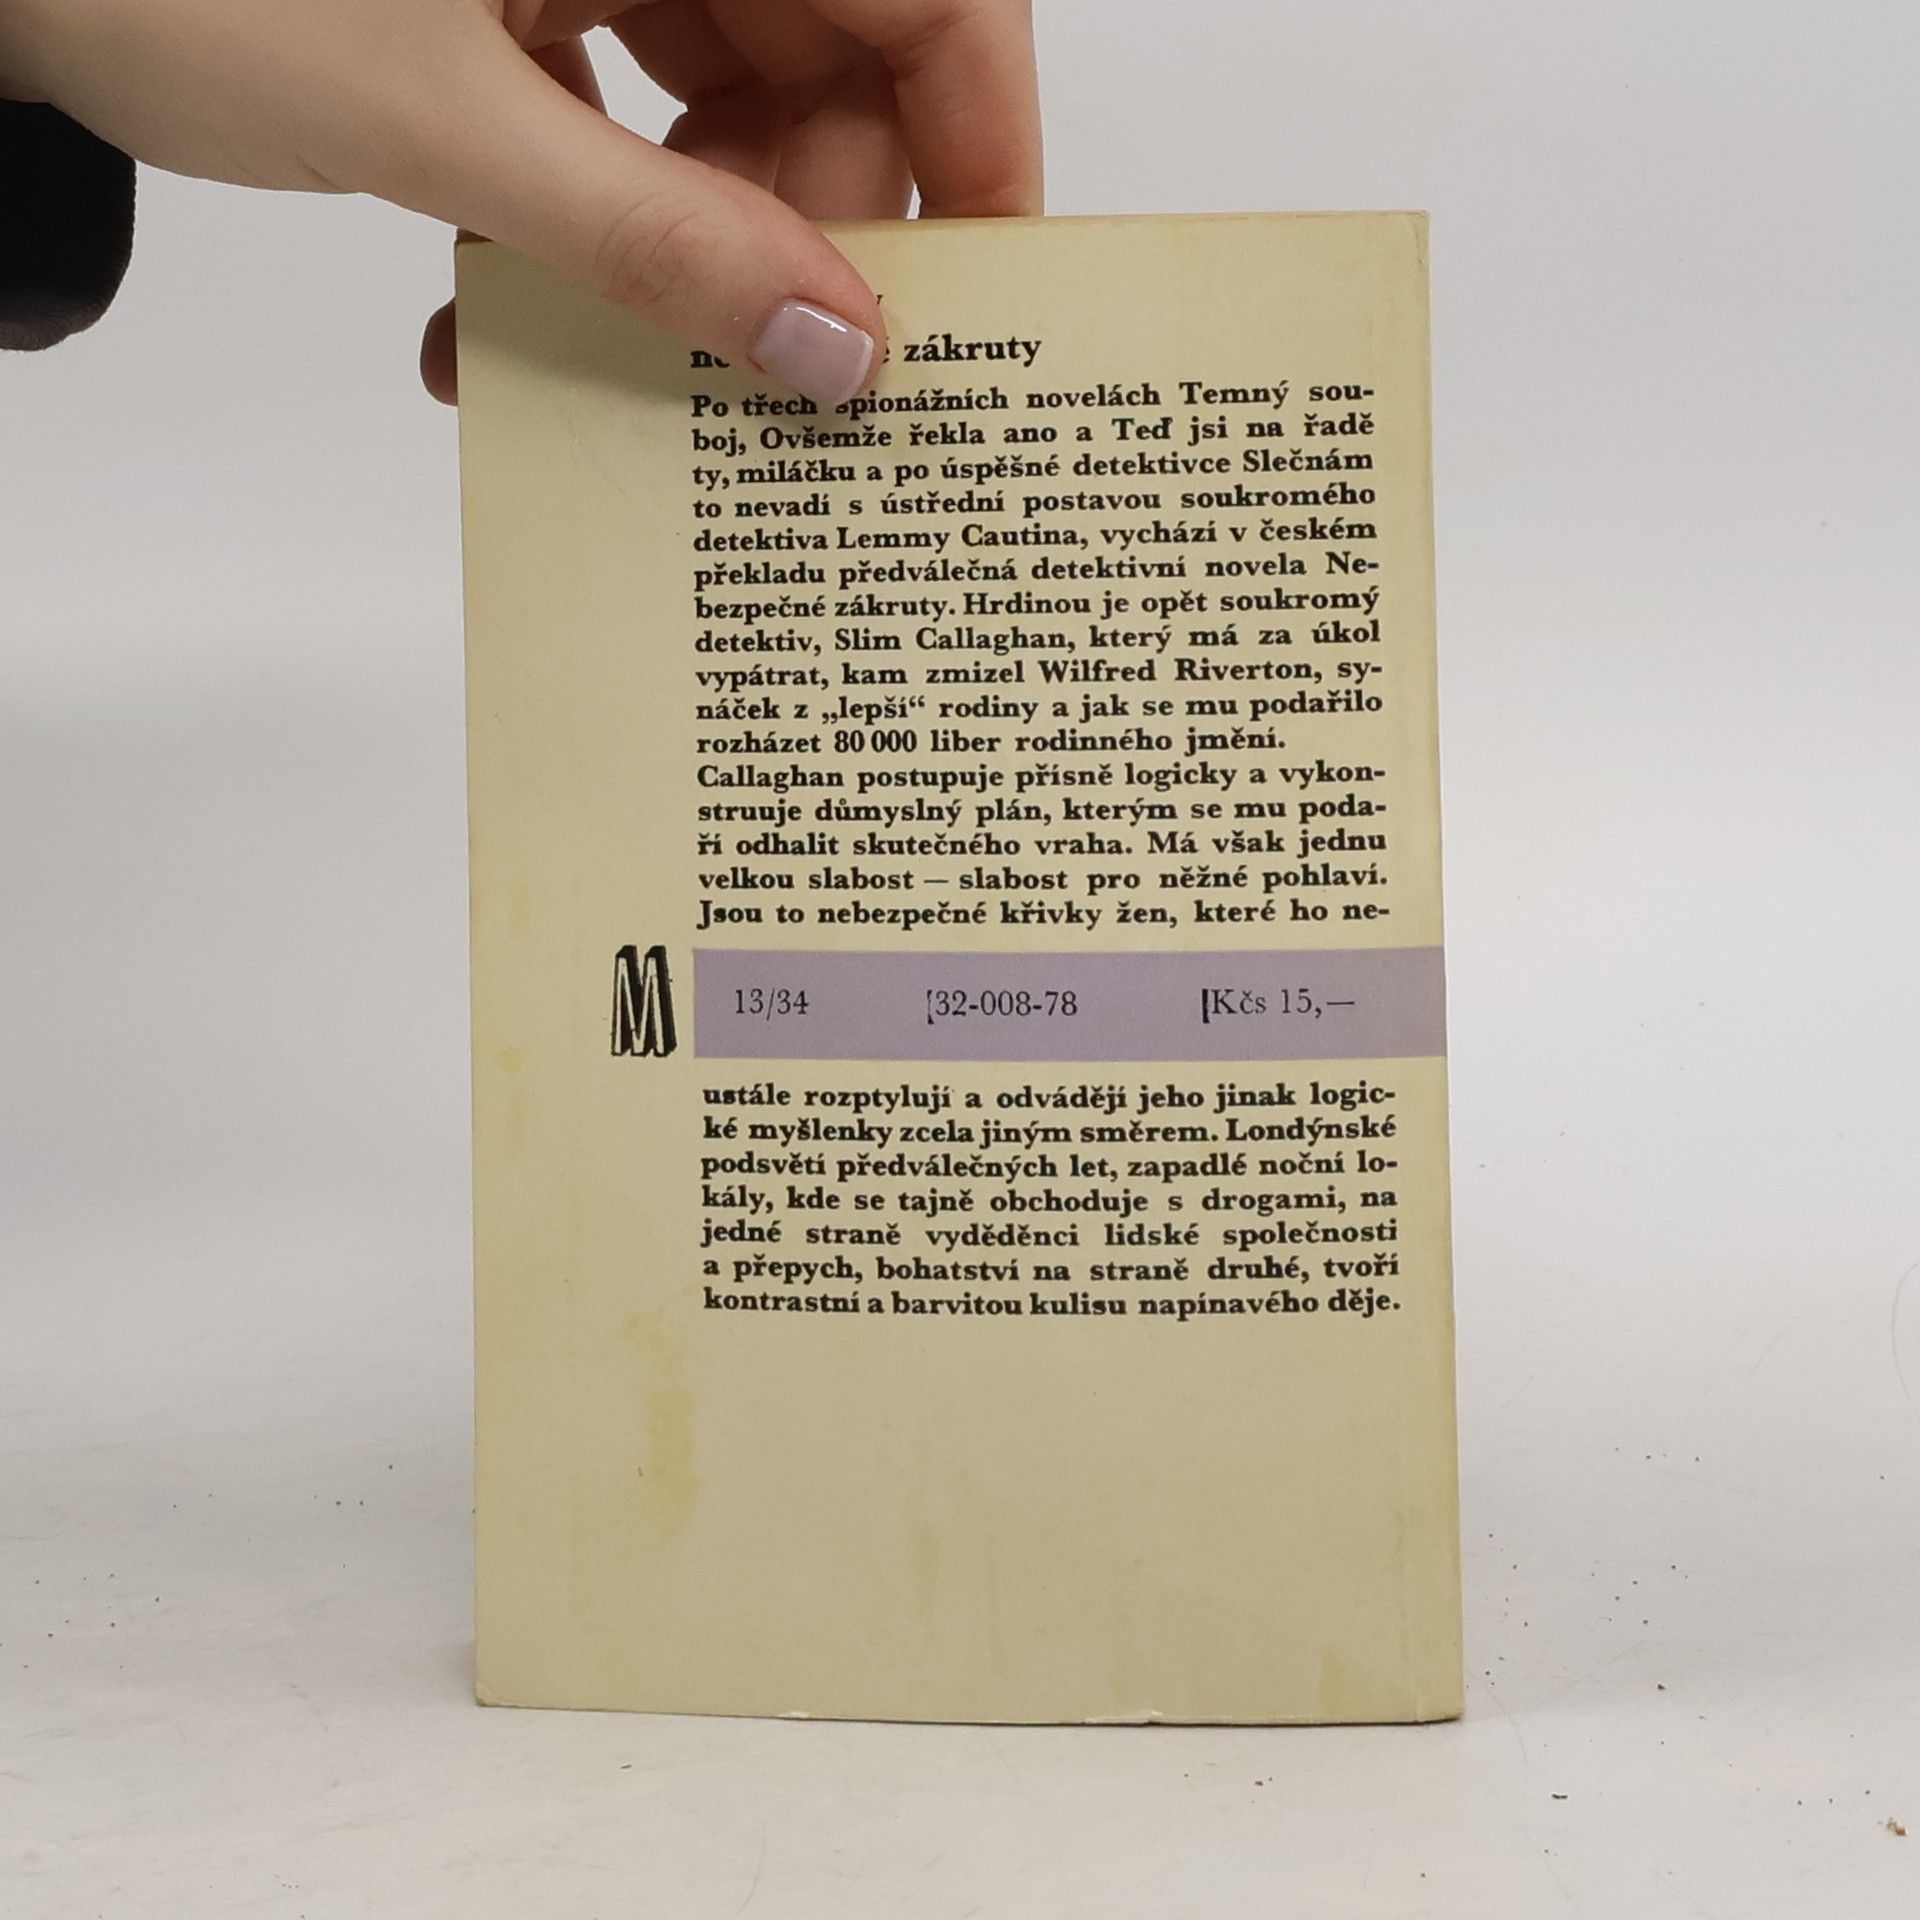 zákruty
Po třech spionážních novelách Temný sou-
boj, Ovšemže řekla ano a Teď jsi na řadě
ty, miláčku a po úspěšné detektivce Slečnám
to nevadí s ústřední postavou soukromého
detektiva Lemmy Cautina, vychází v českém
překladu předválečná detektivní novela Ne-
bezpečné zákruty. Hrdinou je opět soukromý
detektiv, Slim Callaghan, který má za úkol
vypátrat, kam zmizel Wilfred Riverton, sy-
náček z „lepší“ rodiny a jak se mu podařilo
rozházet 80 000 liber rodinného jmění.
Callaghan postupuje přísně logicky a vykon-
struuje důmyslný plán, kterým se mu poda-
ří odhalit skutečného vraha. Má však jednu
velkou slabost — slabost pro něžné pohlaví.
Jsou to nebezpečné křivky žen, které ho ne-
M 13/34 32-008-78 Kčs 15,—
ustále rozptylují a odvádějí jeho jinak logic-
ké myšlenky zcela jiným směrem. Londýnské
podsvětí předválečných let, zapadlé noční lo-
kály, kde se tajně obchoduje s drogami, na
jedné straně vyděděnci lidské společnosti
a přepych, bohatství na straně druhé, tvoří
kontrastní a barvitou kulisu napínavého děje.